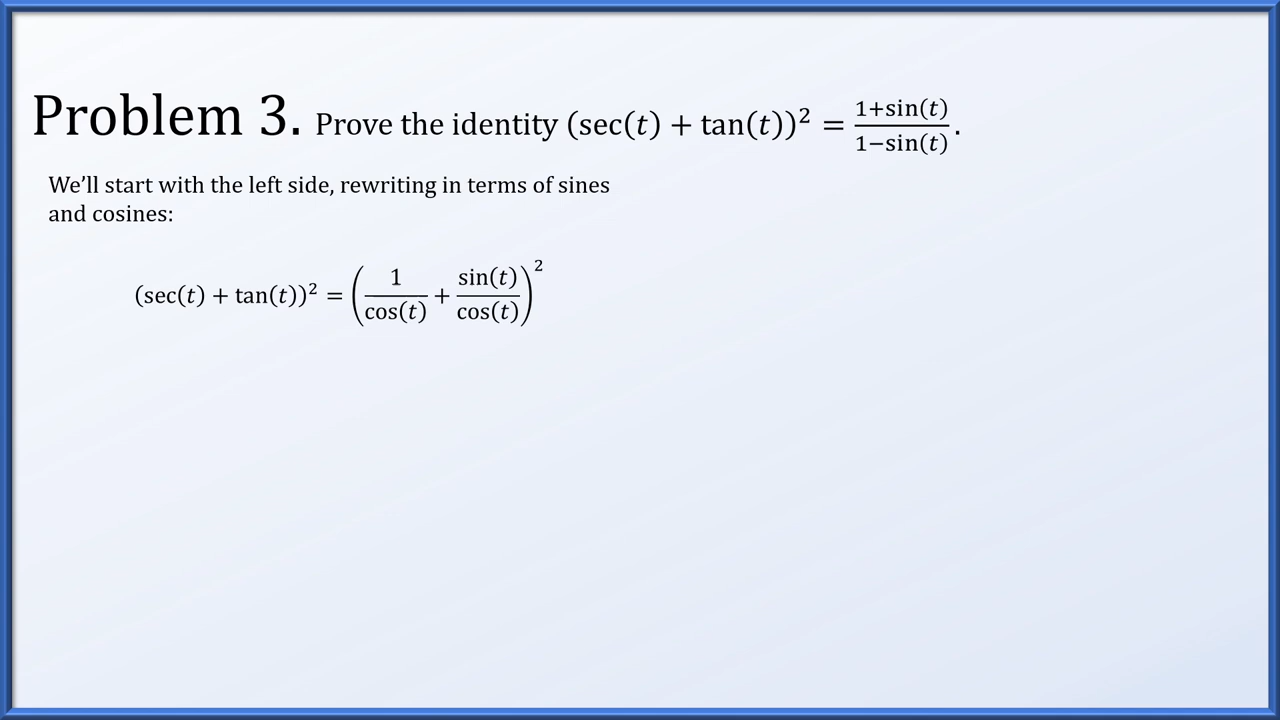 Problem 3. Prove the identity (sec(t) + tan(t))² = (1+sin(t))/(1−sin(t)).
We’ll start with the left side, rewriting in terms of sines
and cosines:
(sec(t) + tan(t))² = (1/cos(t) + sin(t)/cos(t))²